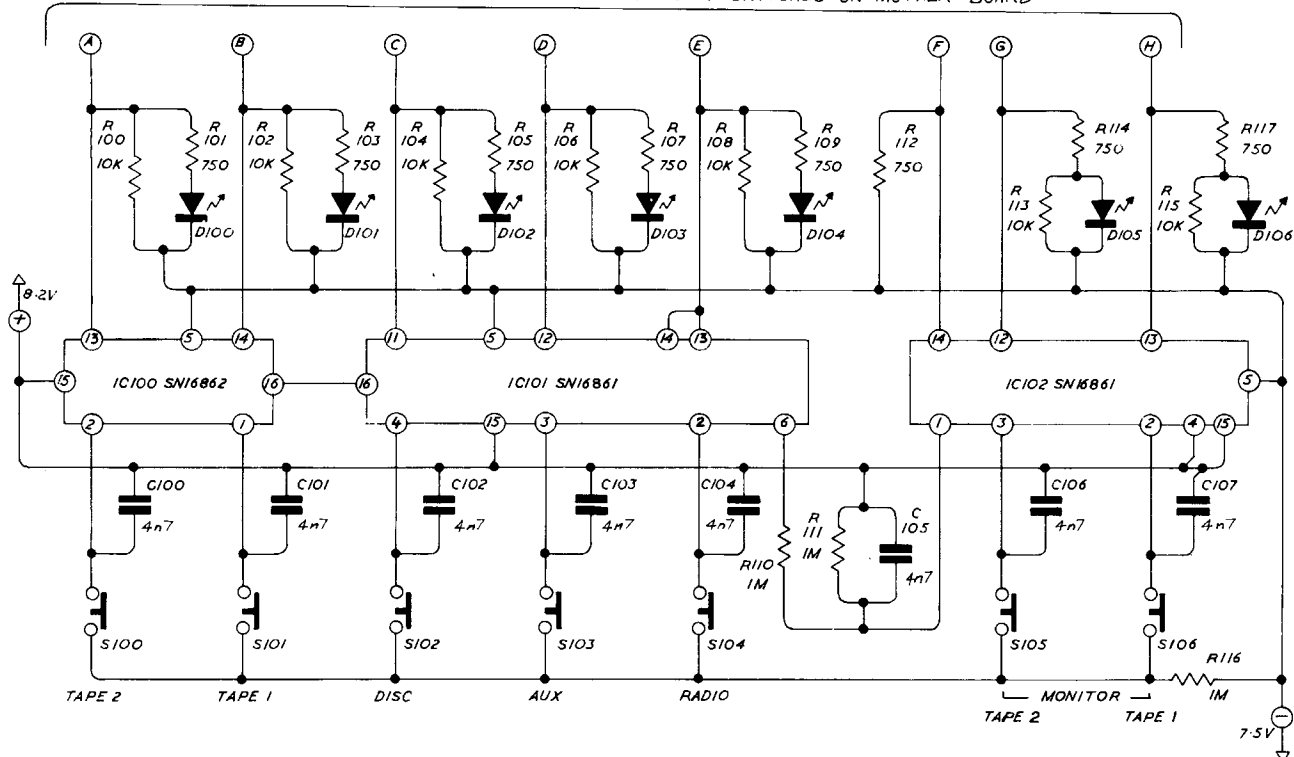 ON MOTHER BOARD
A B C D E F G H
R 100 10K
R 101 750
R 102 10K
R 103 750
R 104 10K
R 105 750
R 106 10K
R 107 750
R 108 10K
R 109 750
R 112 750
R114 750
R117 750
D100
D101
D102
D103
D104
R 113 10K
D105
R 115 10K
D106
8.2V
+
13 5 14 11 5 12 14 13 14 12 13
15 IC100 SN16862 16
16 IC101 SN16861
IC102 SN16861 5
2 1 4 15 3 2 6 1 3 2 4 15
C100 4n7
C101 4n7
C102 4n7
C103 4n7
C104 4n7
R110 1M
R 111 1M
C 105 4n7
C106 4n7
C107 4n7
S100
S101
S102
S103
S104
S105
S106
R116 1M
TAPE 2 TAPE 1 DISC AUX RADIO
MONITOR
TAPE 2 TAPE 1
7.5V
−